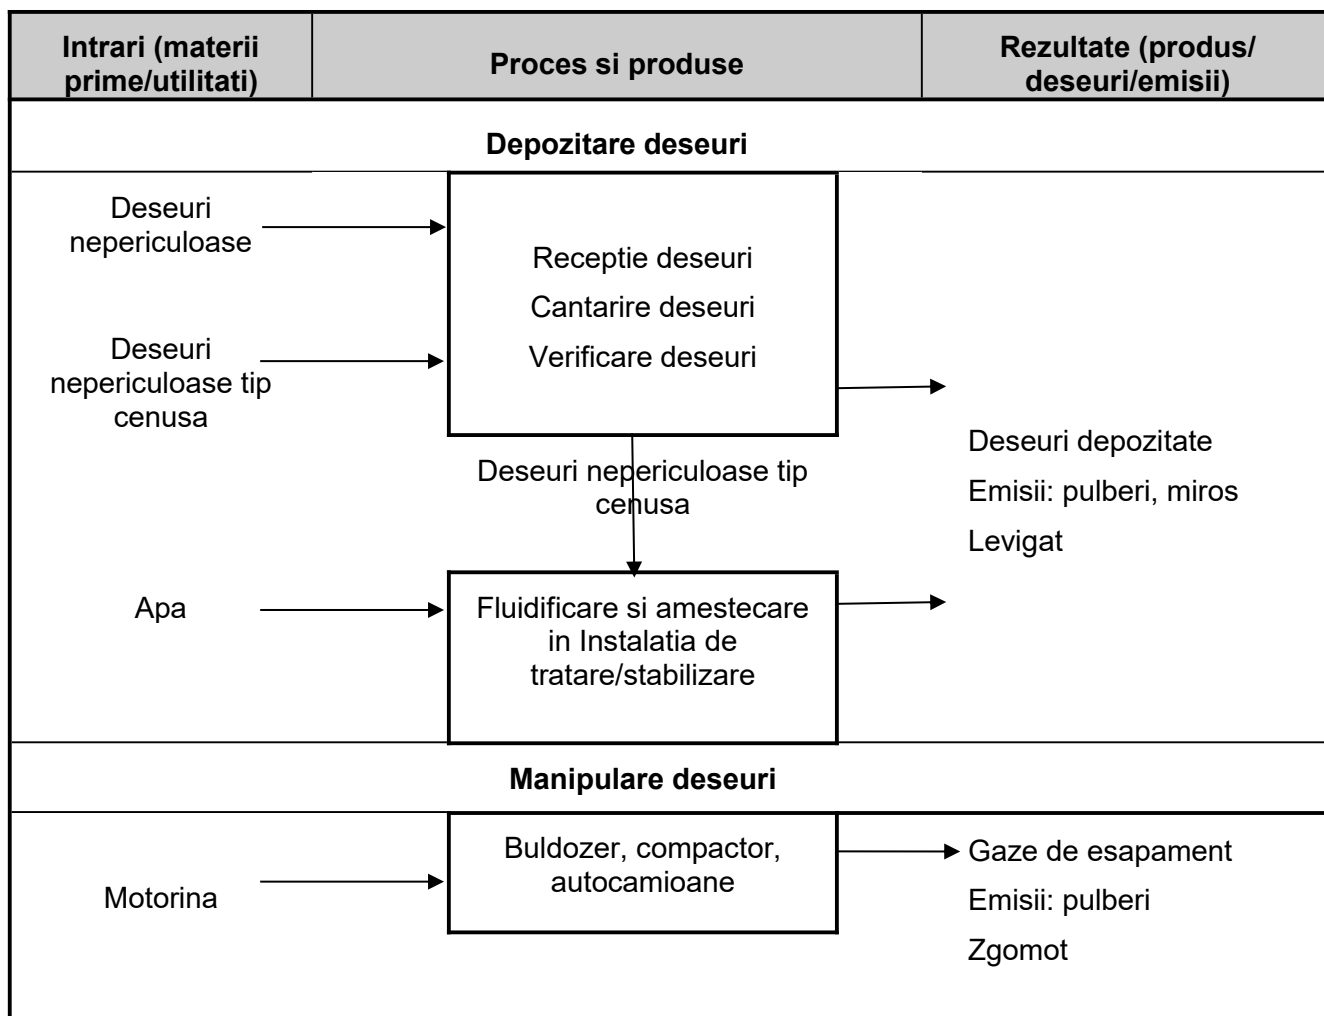 Intrari (materii
prime/utilitati)
Proces si produse
Rezultate (produs/
deseuri/emisii)
Depozitare deseuri
Deseuri
nepericuloase
Deseuri
nepericuloase tip
cenusa
Receptie deseuri
Cantarire deseuri
Verificare deseuri
Deseuri nepericuloase tip
cenusa
Deseuri depozitate
Emisii: pulberi, miros
Levigat
Apa
Fluidificare si amestecare
in Instalatia de
tratare/stabilizare
Manipulare deseuri
Motorina
Buldozer, compactor,
autocamioane
Gaze de esapament
Emisii: pulberi
Zgomot